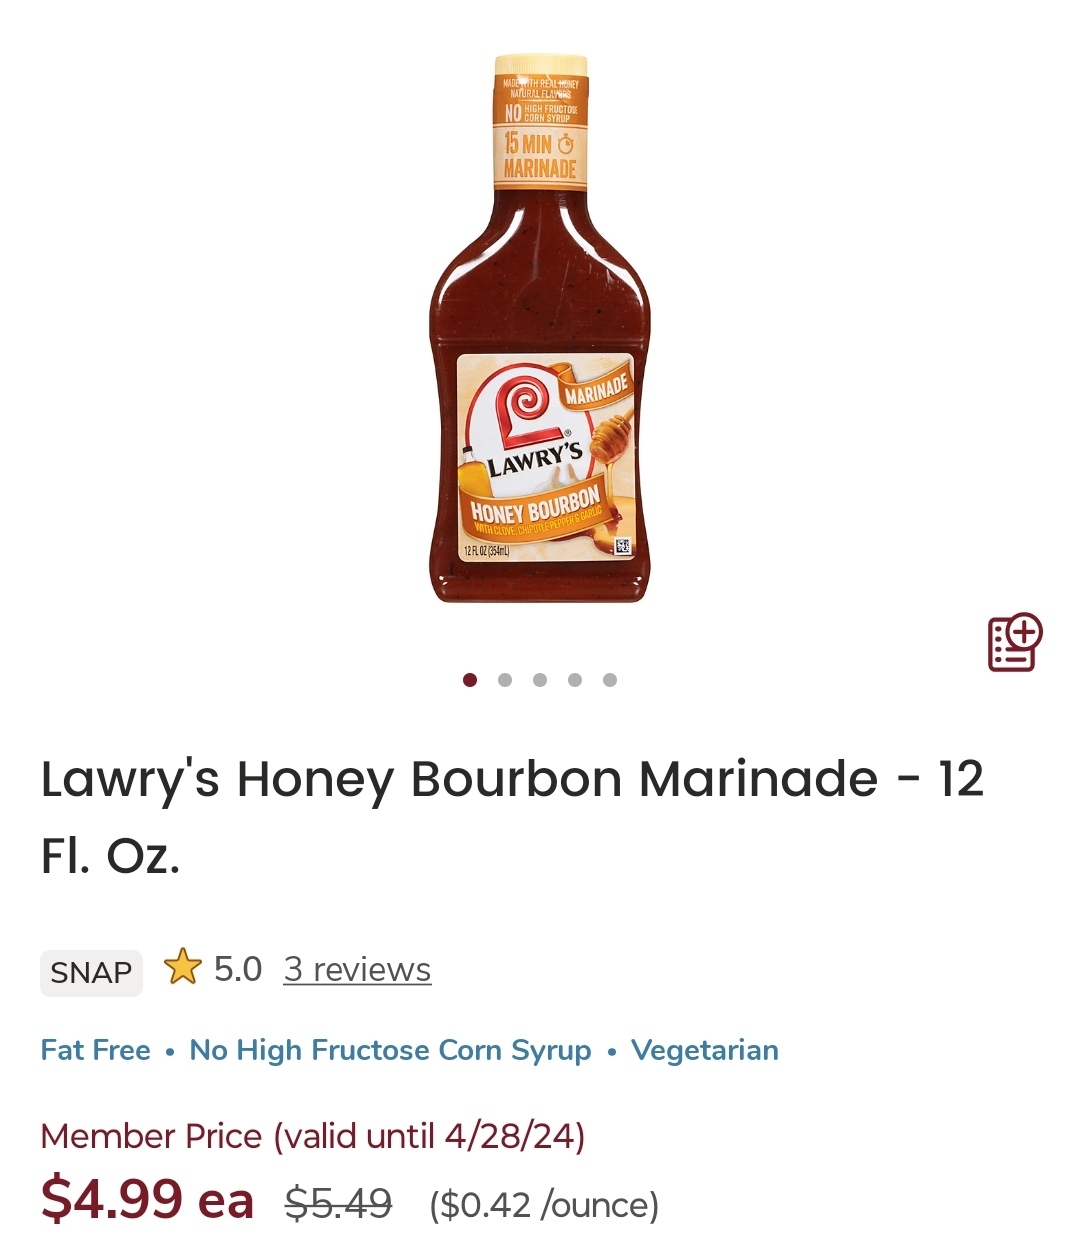 MADE WITH REAL HONEY
NATURAL FLAVORS
NO HIGH FRUCTOSE
CORN SYRUP
15 MIN
MARINADE
MARINADE
®
LAWRY'S
HONEY BOURBON
WITH CLOVE, CHIPOTLE PEPPER & GARLIC
12 FL OZ (354mL)
Lawry's Honey Bourbon Marinade - 12
Fl. Oz.
SNAP 5.0 3 reviews
Fat Free • No High Fructose Corn Syrup • Vegetarian
Member Price (valid until 4/28/24)
$4.99 ea $5.49 ($0.42 /ounce)